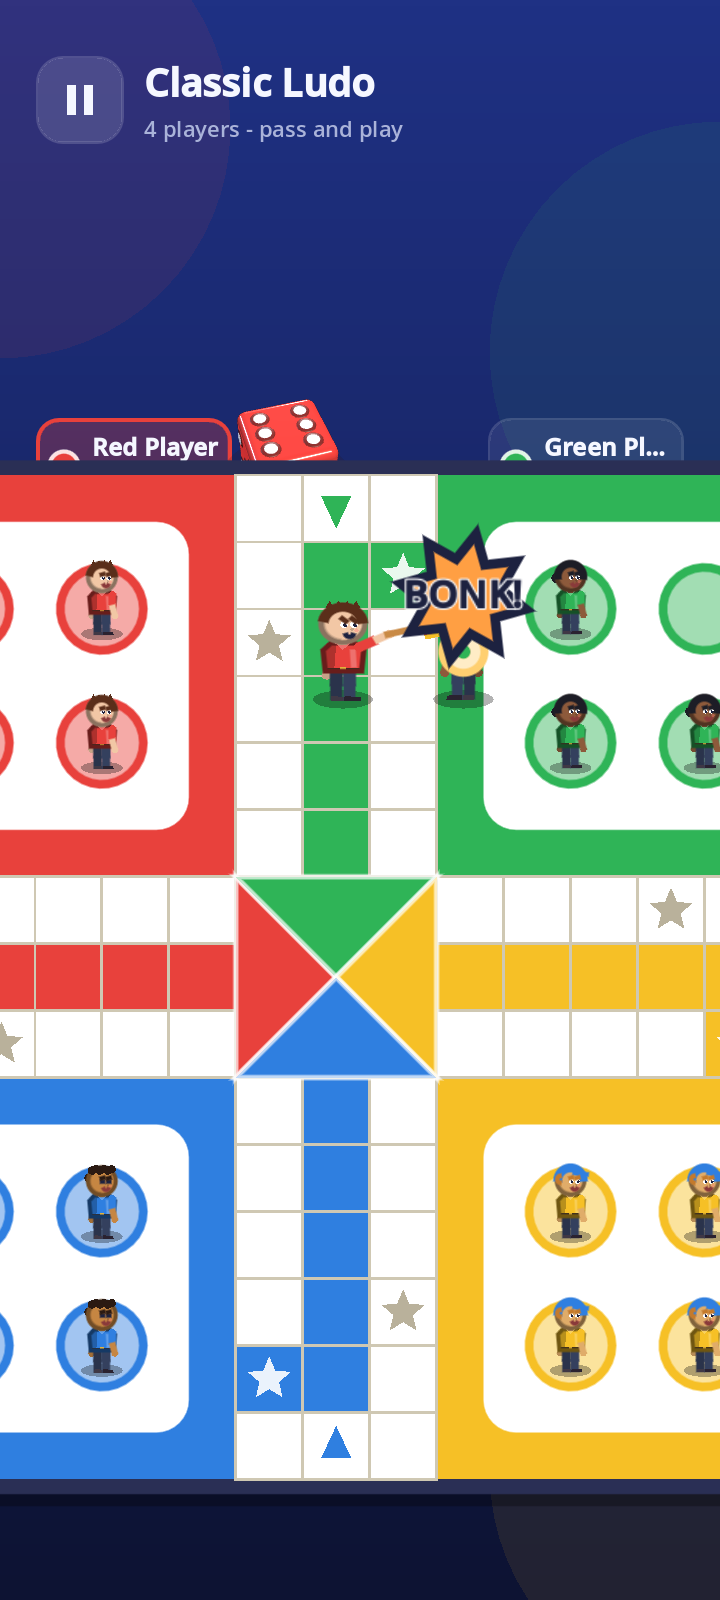 Classic Ludo
4 players - pass and play
Red Player
Green Pl...
BONK!